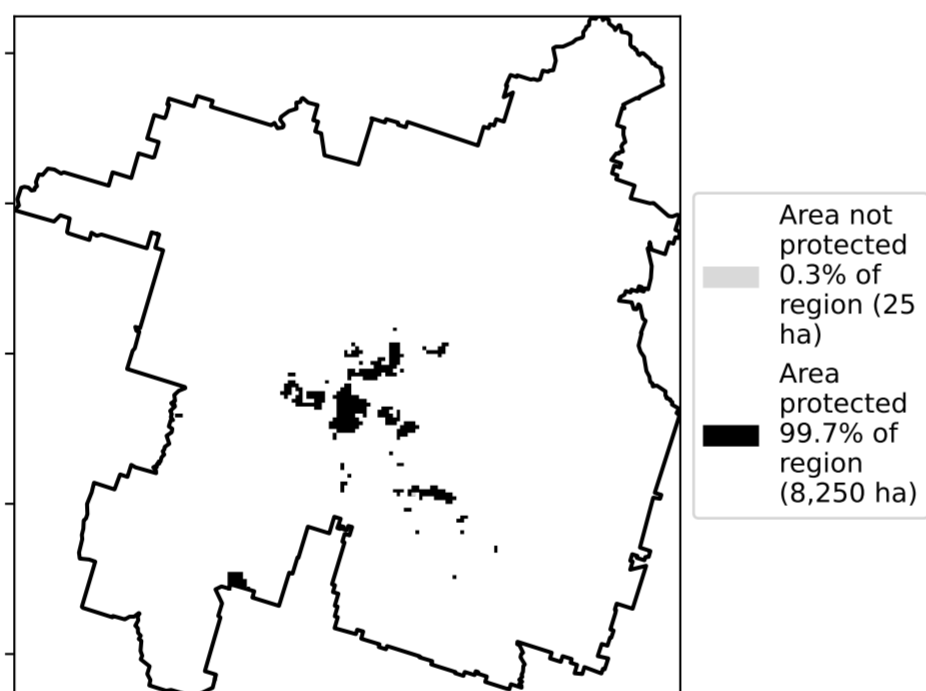 Area not
protected
0.3% of
region (25
ha)
Area
protected
99.7% of
region
(8,250 ha)